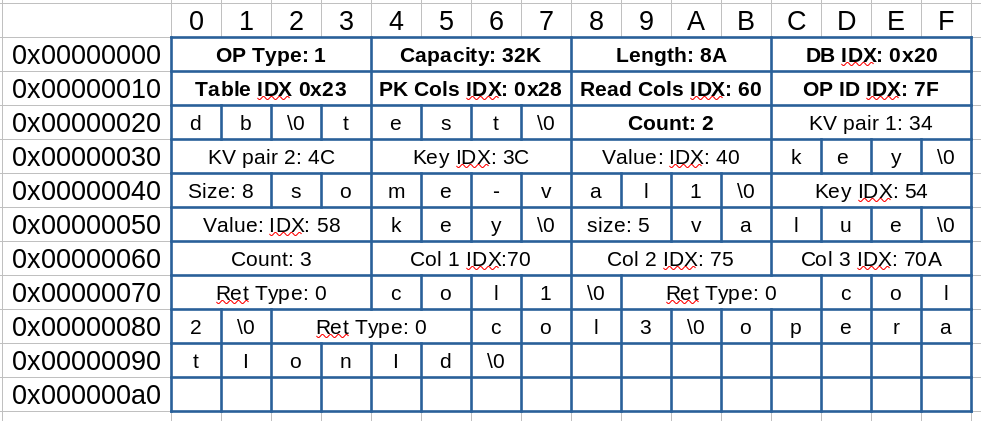 0 1 2 3 4 5 6 7 8 9 A B C D E F
0x00000000 OP Type: 1 Capacity: 32K Length: 8A DB IDX: 0x20
0x00000010 Table IDX 0x23 PK Cols IDX: 0x28 Read Cols IDX: 60 OP ID IDX: 7F
0x00000020 d b \0 t e s t \0 Count: 2 KV pair 1: 34
0x00000030 KV pair 2: 4C Key IDX: 3C Value: IDX: 40 k e y \0
0x00000040 Size: 8 s o m e - v a l 1 \0 Key IDX: 54
0x00000050 Value: IDX: 58 k e y \0 size: 5 v a l u e \0
0x00000060 Count: 3 Col 1 IDX:70 Col 2 IDX: 75 Col 3 IDX: 70A
0x00000070 Ret Type: 0 c o l 1 \0 Ret Type: 0 c o l
0x00000080 2 \0 Ret Type: 0 c o l 3 \0 o p e r a
0x00000090 t I o n I d \0
0x000000a0